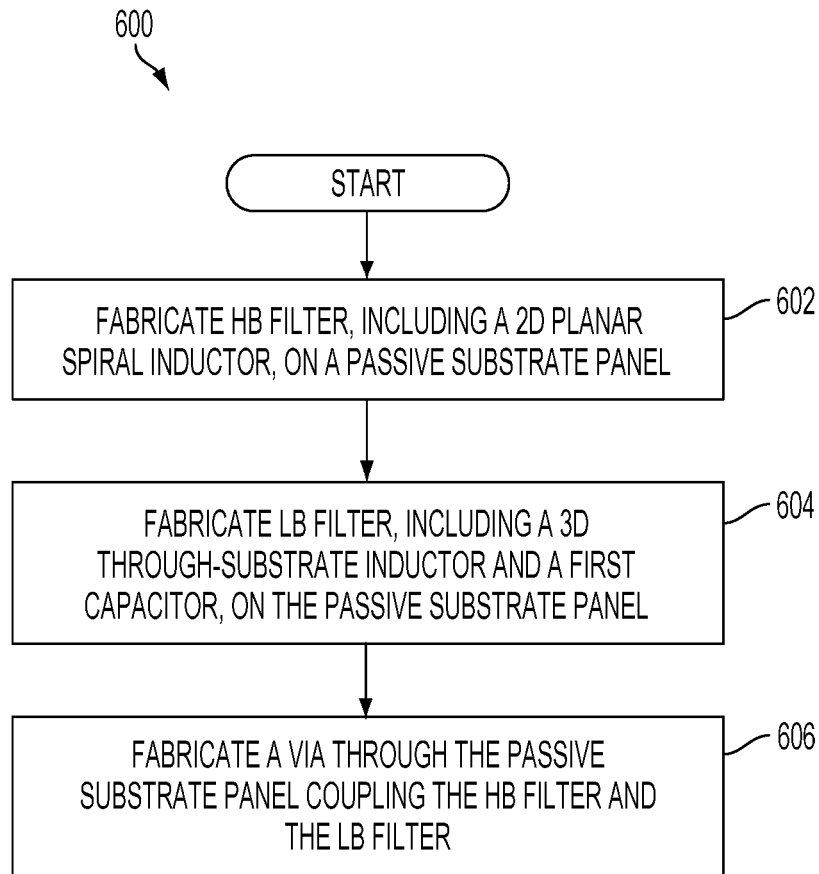 600
START
FABRICATE HB FILTER, INCLUDING A 2D PLANAR
SPIRAL INDUCTOR, ON A PASSIVE SUBSTRATE PANEL
602
FABRICATE LB FILTER, INCLUDING A 3D
THROUGH-SUBSTRATE INDUCTOR AND A FIRST
CAPACITOR, ON THE PASSIVE SUBSTRATE PANEL
604
FABRICATE A VIA THROUGH THE PASSIVE
SUBSTRATE PANEL COUPLING THE HB FILTER AND
THE LB FILTER
606